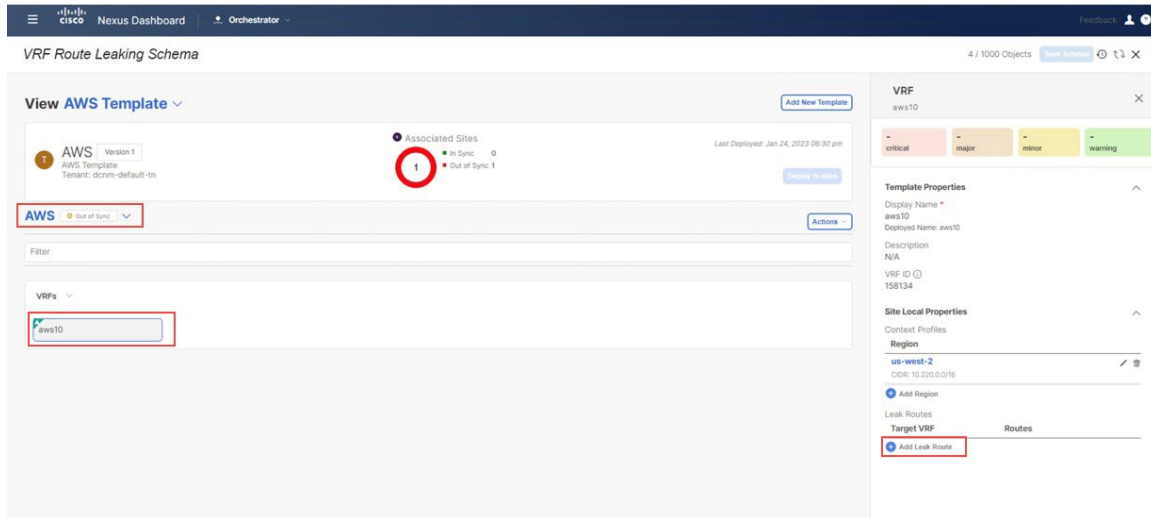 cisco Nexus Dashboard Orchestrator Feedback
VRF Route Leaking Schema
4 / 1000 Objects Save Schema
View AWS Template
Add New Template
T
AWS Version 1
AWS Template
Tenant: dcnm-default-tn
Associated Sites
1
In Sync 0
Out of Sync 1
Last Deployed: Jan 24, 2023 06:30 pm
Deploy to sites
AWS Out of Sync
Actions
Filter
VRFs
aws10
VRF
aws10
- critical
- major
- minor
- warning
Template Properties
Display Name *
aws10
Deployed Name: aws10
Description
N/A
VRF ID
158134
Site Local Properties
Context Profiles
Region
us-west-2
CIDR: 10.220.0.0/16
Add Region
Leak Routes
Target VRF Routes
Add Leak Route